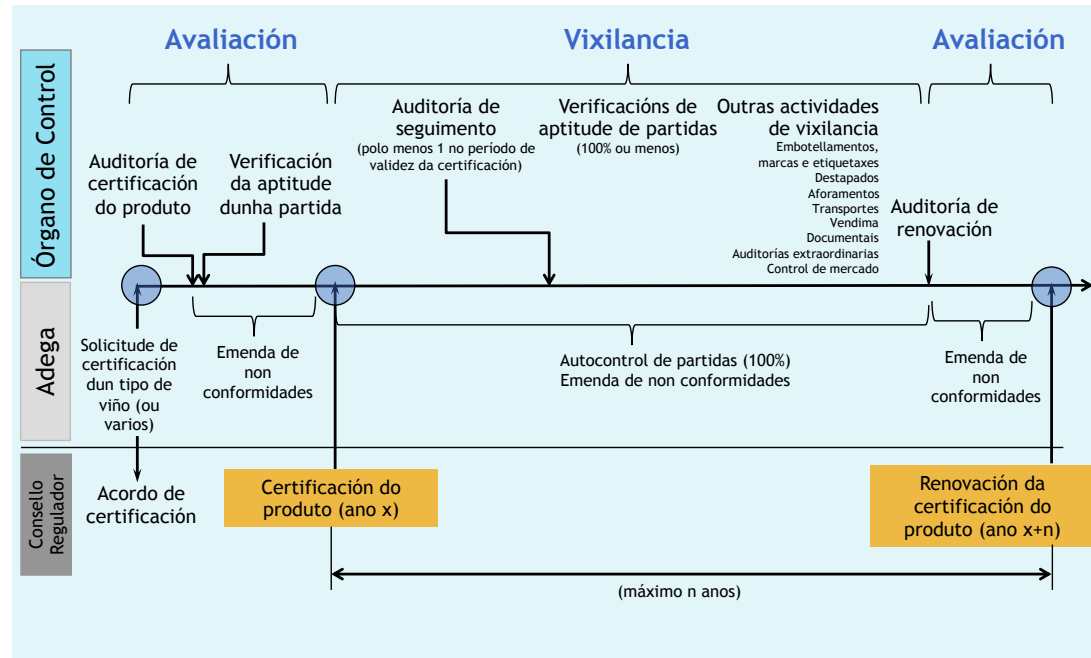 Avaliación
Vixilancia
Avaliación
Órgano de Control
Auditoría de
certificación
do produto
Verificación
da aptitude
dunha partida
Auditoría de
seguimento
(polo menos 1 no período de
validez da certificación)
Verificacións de
aptitude de partidas
(100% ou menos)
Outras actividades
de vixilancia
Embotellamentos,
marcas e etiquetaxes
Destapados
Aforamentos
Transportes
Vendima
Documentais
Auditorías extraordinarias
Control de mercado
Auditoría de
renovación
Adega
Solicitude de
certificación
dun tipo de
viño (ou
varios)
Emenda de
non
conformidades
Autocontrol de partidas (100%)
Emenda de non conformidades
Emenda de
non
conformidades
Consello
Regulador
Acordo de
certificación
Certificación do
produto (ano x)
Renovación da
certificación do
produto (ano x+n)
(máximo n anos)